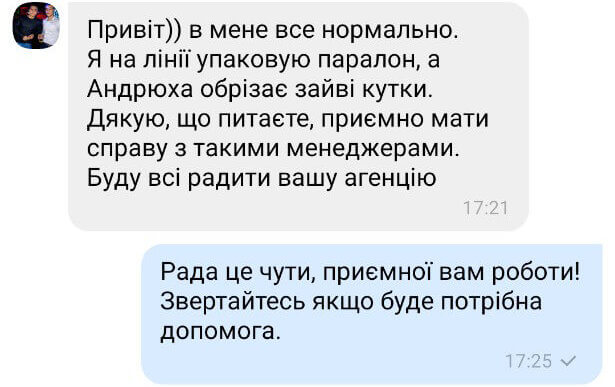 Привіт)) в мене все нормально.
Я на лінії упаковую паралон, а
Андрюха обрізає зайві кутки.
Дякую, що питаєте, приємно мати
справу з такими менеджерами.
Буду всі радити вашу агенцію
17:21
Рада це чути, приємної вам роботи!
Звертайтесь якщо буде потрібна
допомога.
17:25